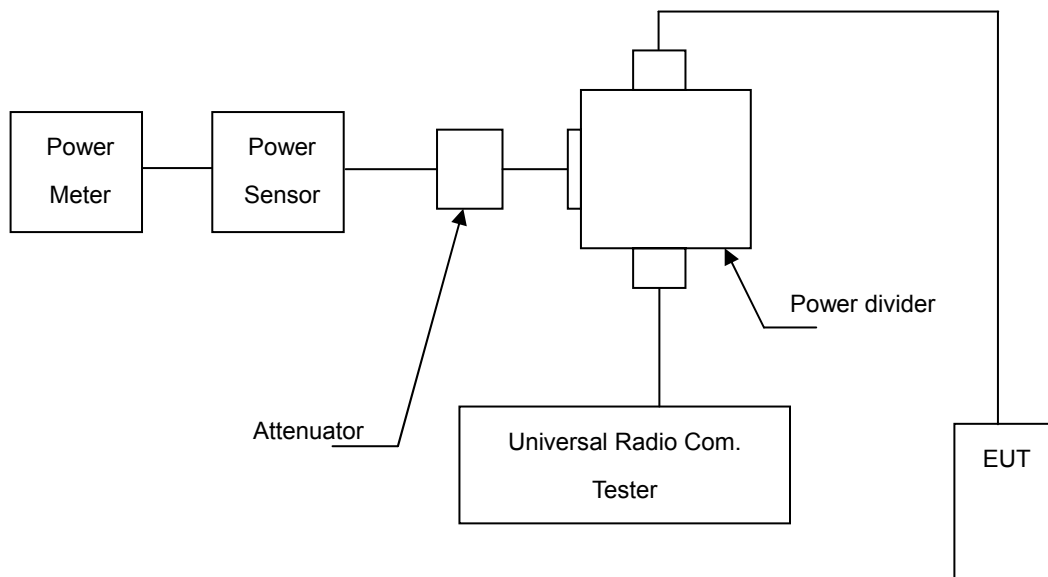 Power
Meter
Power
Sensor
Power divider
Attenuator
Universal Radio Com.
Tester
EUT